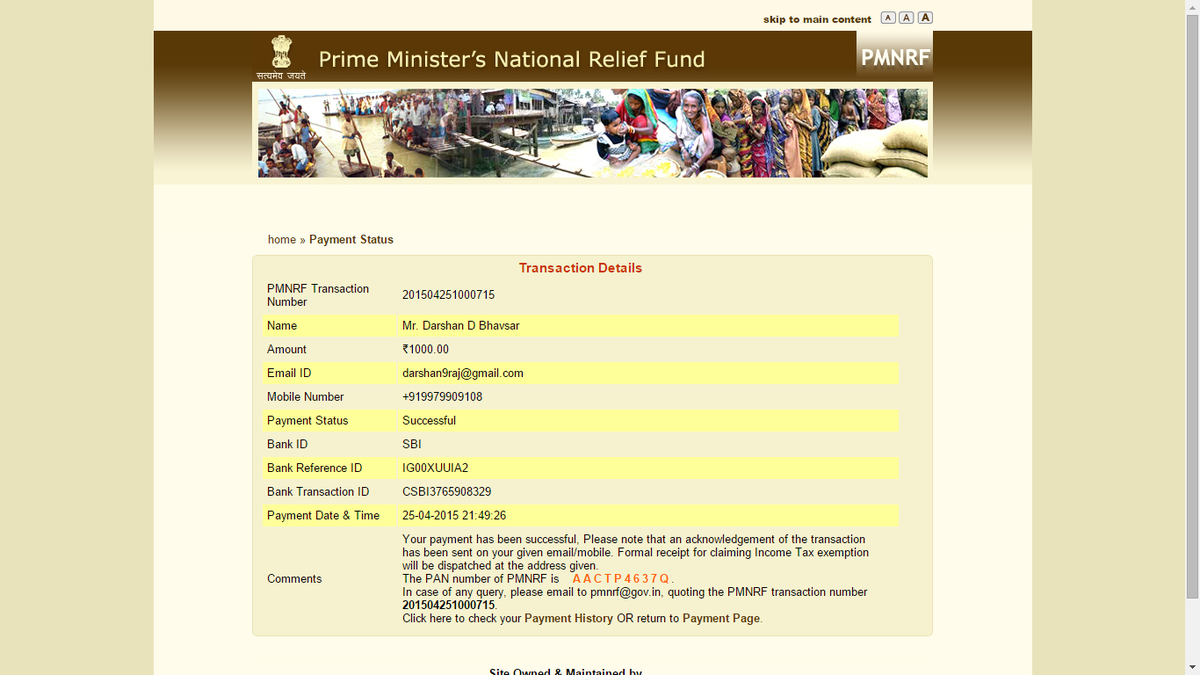 skip to main content A A A
सत्यमेव जयते
Prime Minister's National Relief Fund
PMNRF
home » Payment Status
Transaction Details
PMNRF Transaction
Number
201504251000715
Name Mr. Darshan D Bhavsar
Amount ₹1000.00
Email ID darshan9raj@gmail.com
Mobile Number +919979909108
Payment Status Successful
Bank ID SBI
Bank Reference ID IG00XUUIA2
Bank Transaction ID CSBI3765908329
Payment Date & Time 25-04-2015 21:49:26
Comments
Your payment has been successful, Please note that an acknowledgement of the transaction
has been sent on your given email/mobile. Formal receipt for claiming Income Tax exemption
will be dispatched at the address given.
The PAN number of PMNRF is AACTP4637Q.
In case of any query, please email to pmnrf@gov.in, quoting the PMNRF transaction number
201504251000715.
Click here to check your Payment History OR return to Payment Page.
Site Owned & Maintained by